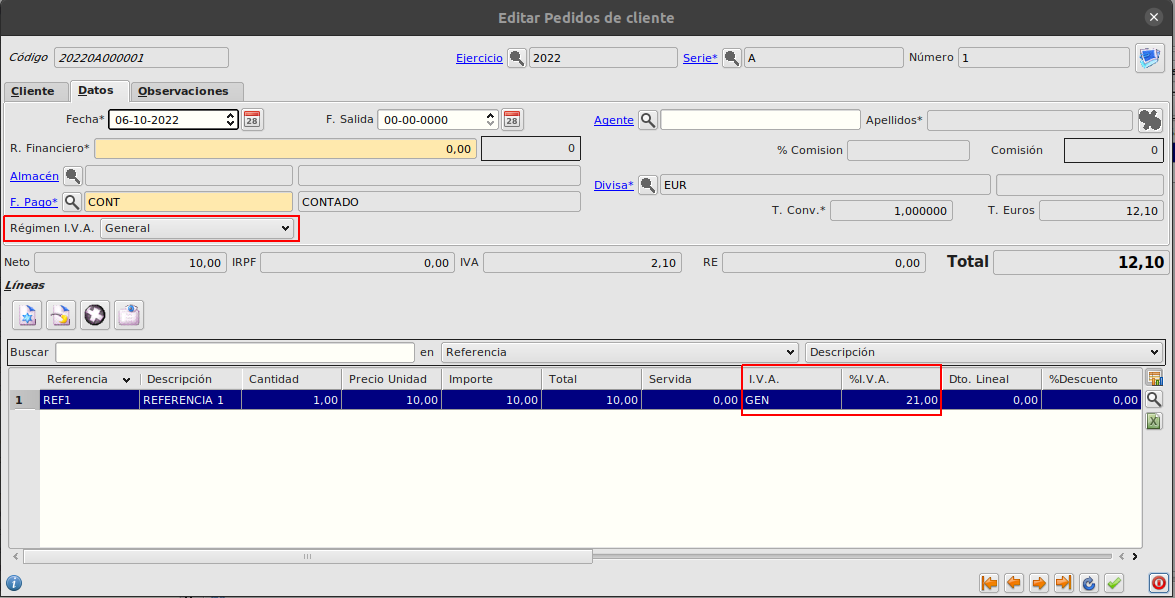 Editar Pedidos de cliente
Código 20220A000001 Ejercicio 2022 Serie* A Número 1
Cliente Datos Observaciones
Fecha* 06-10-2022 28 F. Salida 00-00-0000 28 Agente Apellidos*
R. Financiero* 0,00 0 % Comision Comisión 0
Almacén Divisa* EUR
F. Pago* CONT CONTADO T. Conv.* 1,000000 T. Euros 12,10
Régimen I.V.A. General
Neto 10,00 IRPF 0,00 IVA 2,10 RE 0,00 Total 12,10
Líneas
Buscar en Referencia Descripción
Referencia Descripción Cantidad Precio Unidad Importe Total Servida I.V.A. %I.V.A. Dto. Lineal %Descuento
1 REF1 REFERENCIA 1 1,00 10,00 10,00 10,00 0,00 GEN 21,00 0,00 0,00